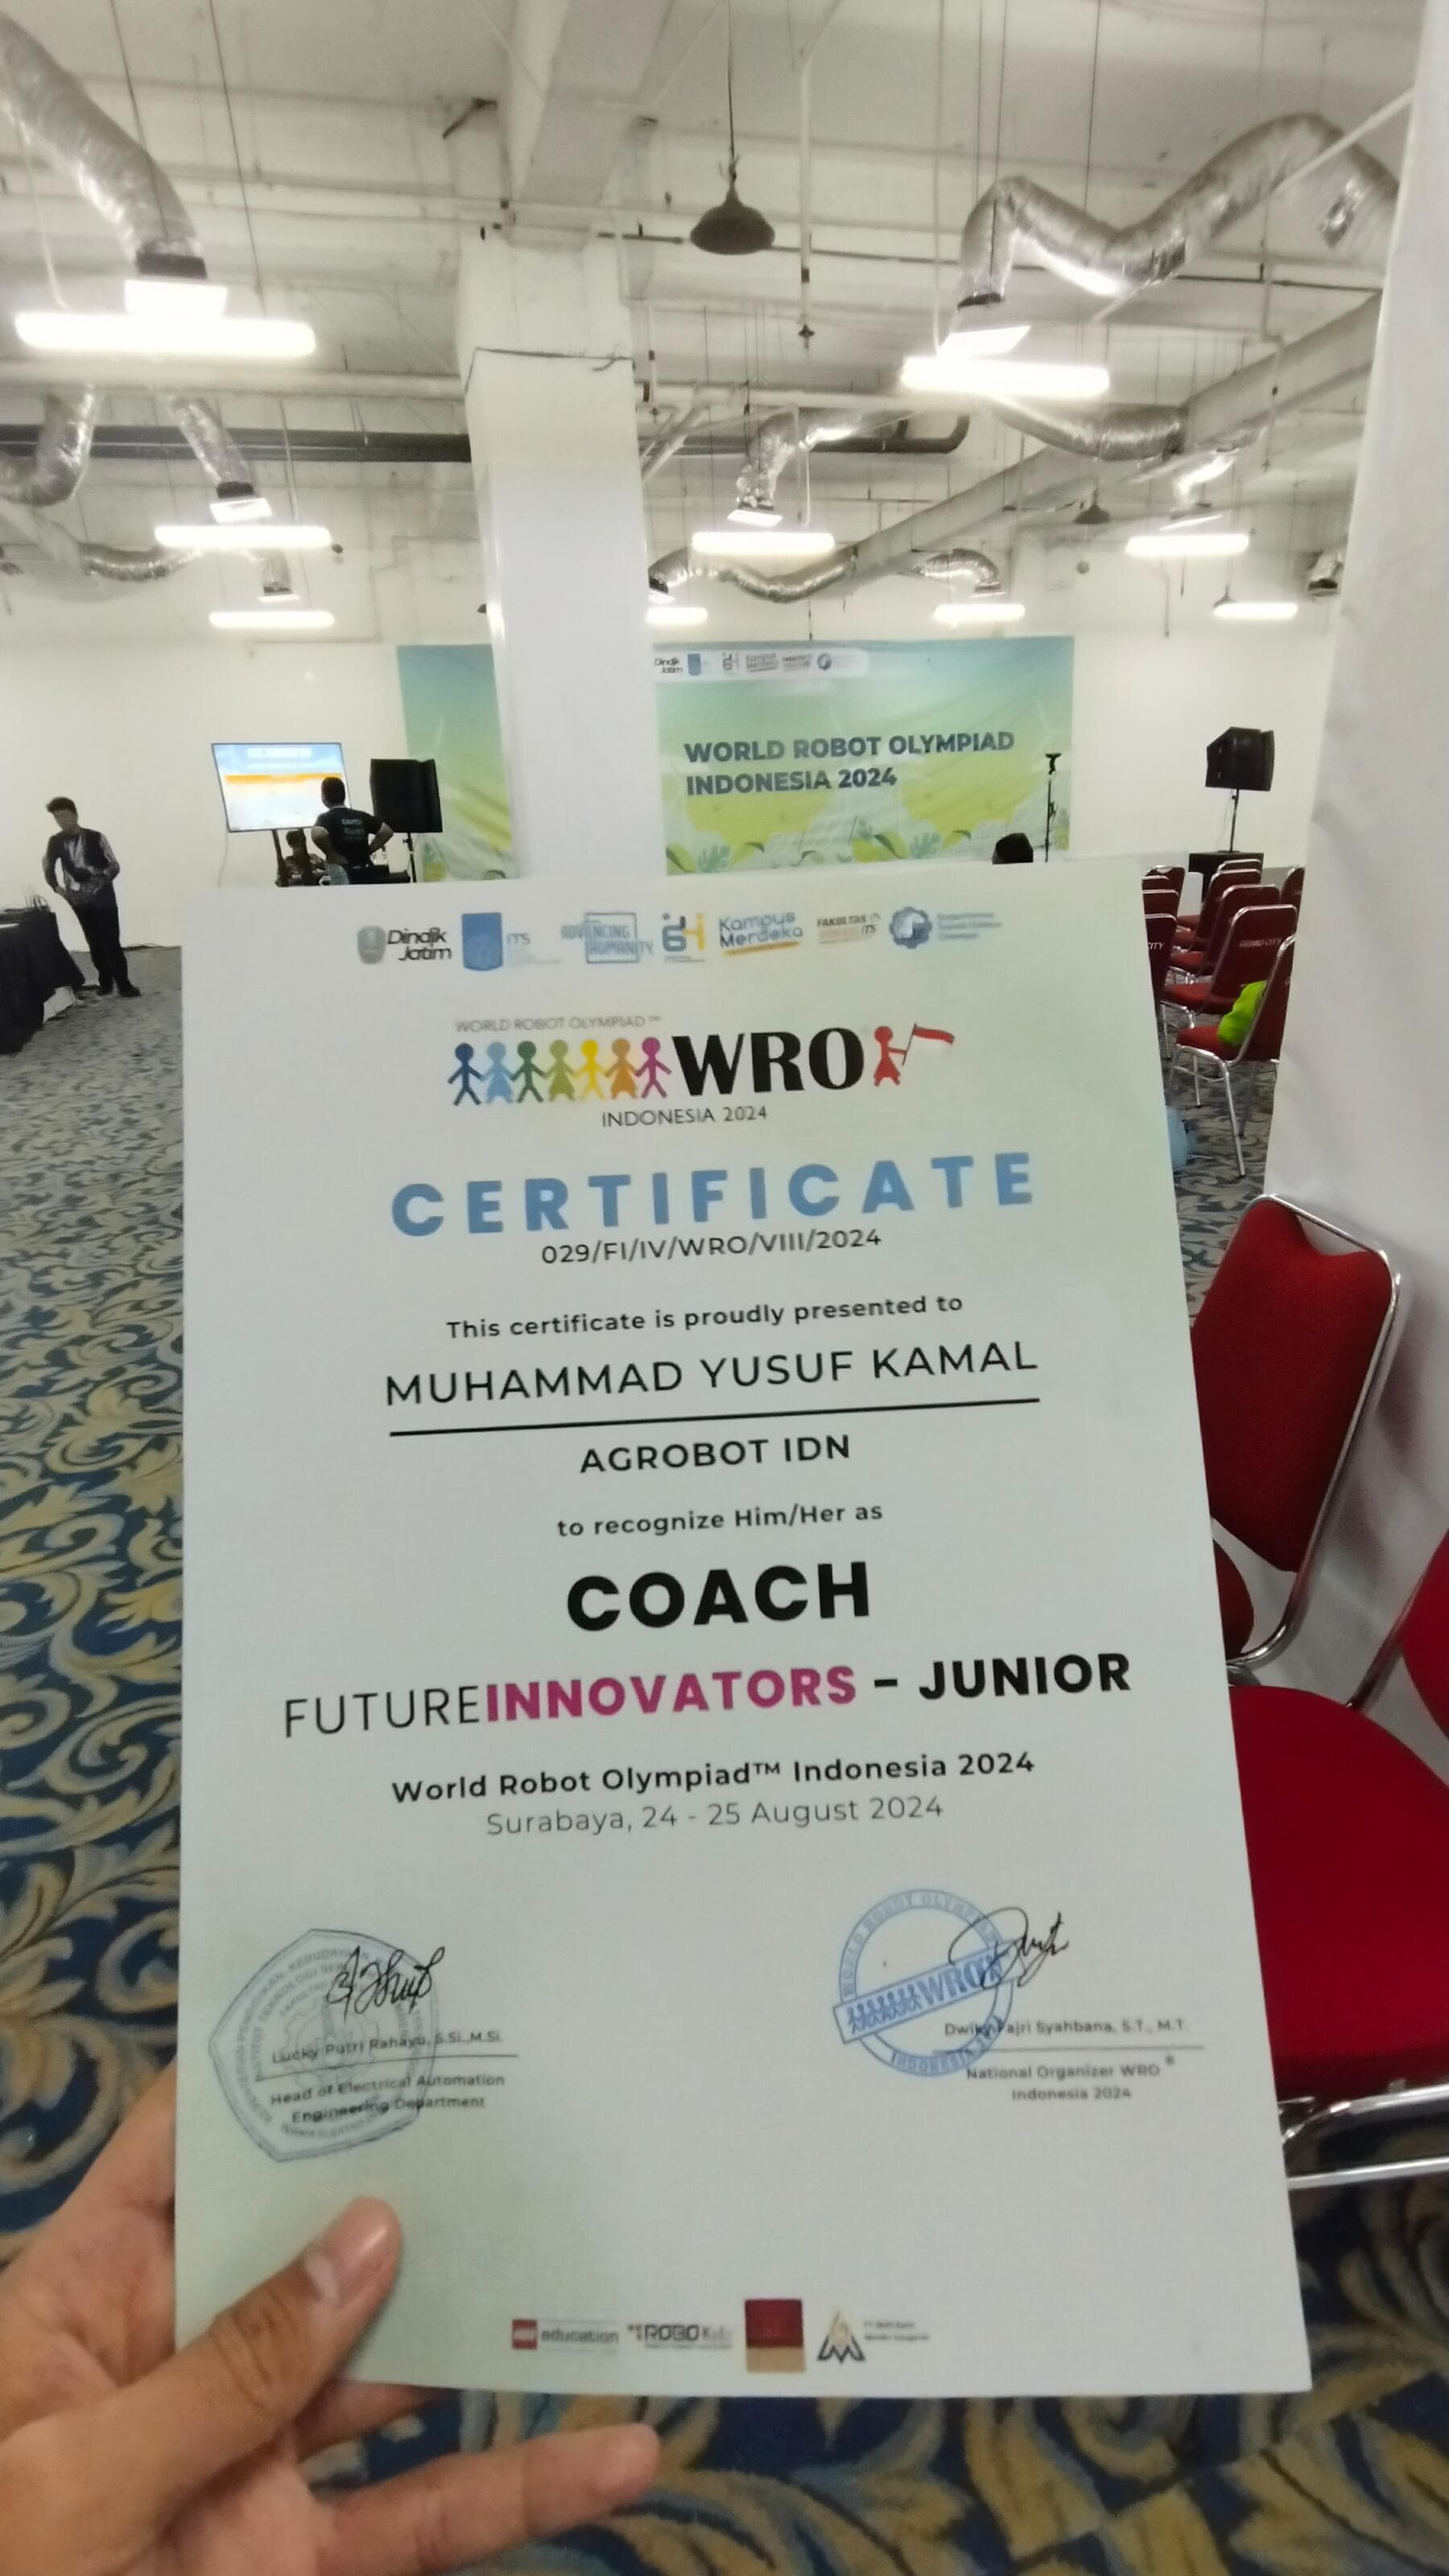 WORLD ROBOT OLYMPIAD
INDONESIA 2024
Dindik
Jatim
ITS
ADVANCING
HUMANITY
Kampus
Merdeka
FAKULTAS
ITS
WORLD ROBOT OLYMPIAD™
WRO
INDONESIA 2024
CERTIFICATE
029/FI/IV/WRO/VIII/2024
This certificate is proudly presented to
MUHAMMAD YUSUF KAMAL
AGROBOT IDN
to recognize Him/Her as
COACH
FUTUREINNOVATORS - JUNIOR
World Robot Olympiad™ Indonesia 2024
Surabaya, 24 - 25 August 2024
Lucky Putri Rahayu, S.Si.,M.Si.
Head of Electrical Automation
Engineering Department
WORLD ROBOT OLYMPIAD
WRO
INDONESIA
Dwiky Fajri Syahbana, S.T., M.T.
National Organizer WRO®
Indonesia 2024
education
ROBO Kidz